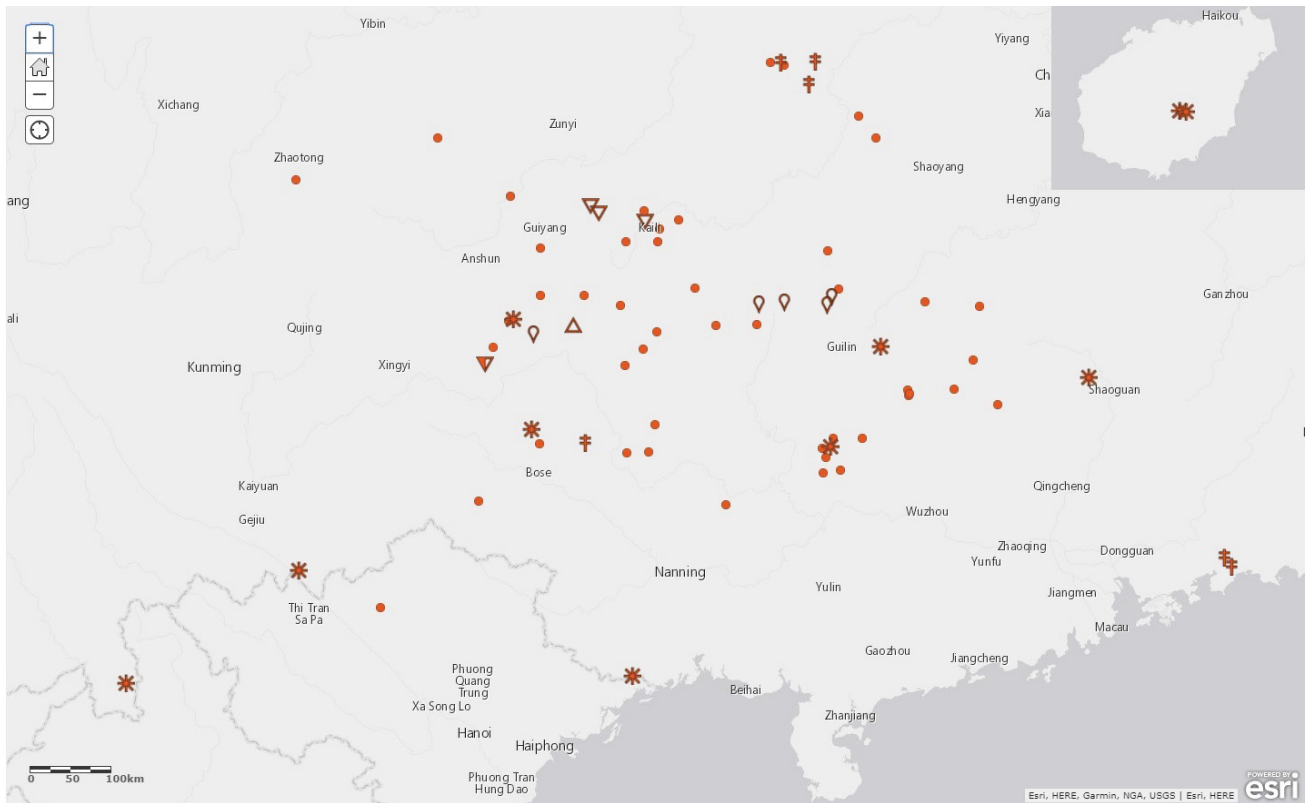 Yibin
Haikou
Yiyang
+
Ch
Xichang
−
Xia
Zunyi
Zhaotong
Shaoyang
ang
Hengyang
Guiyang
Kaili
Anshun
Ganzhou
ali
Qujing
Guilin
Kunming
Xingyi
Shaoguan
Bose
Kaiyuan
Qingcheng
Gejiu
Wuzhou
Zhaoqing
Dongguan
Yunfu
Nanning
Yulin
Jiangmen
Thi Tran
Sa Pa
Macau
Gaozhou
Jiangcheng
Phuong
Quang
Trung
Beihai
Xa Song Lo
Zhanjiang
Hanoi
Haiphong
Phuong Tran
Hung Dao
0 50 100km
POWERED BY
esri
Esri, HERE, Garmin, NGA, USGS | Esri, HERE